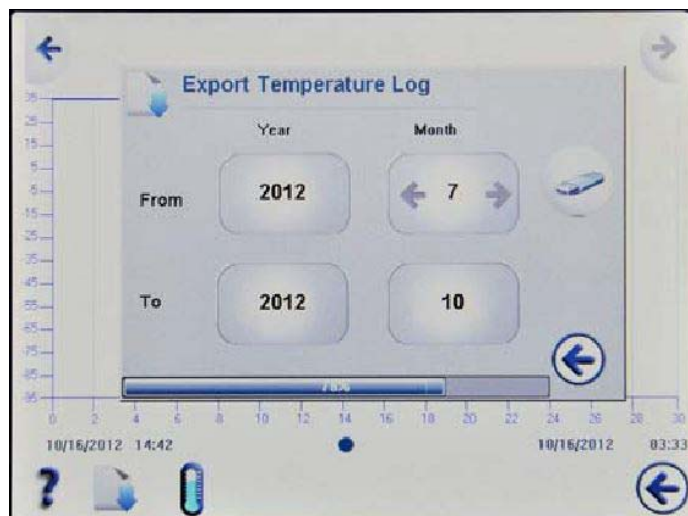 Export Temperature Log
Year Month
From 2012 7
To 2012 10
0 2 4 6 8 10 12 14 16 18 20 22 24 26 28 30
10/16/2012 14:42 10/16/2012 03:33
?